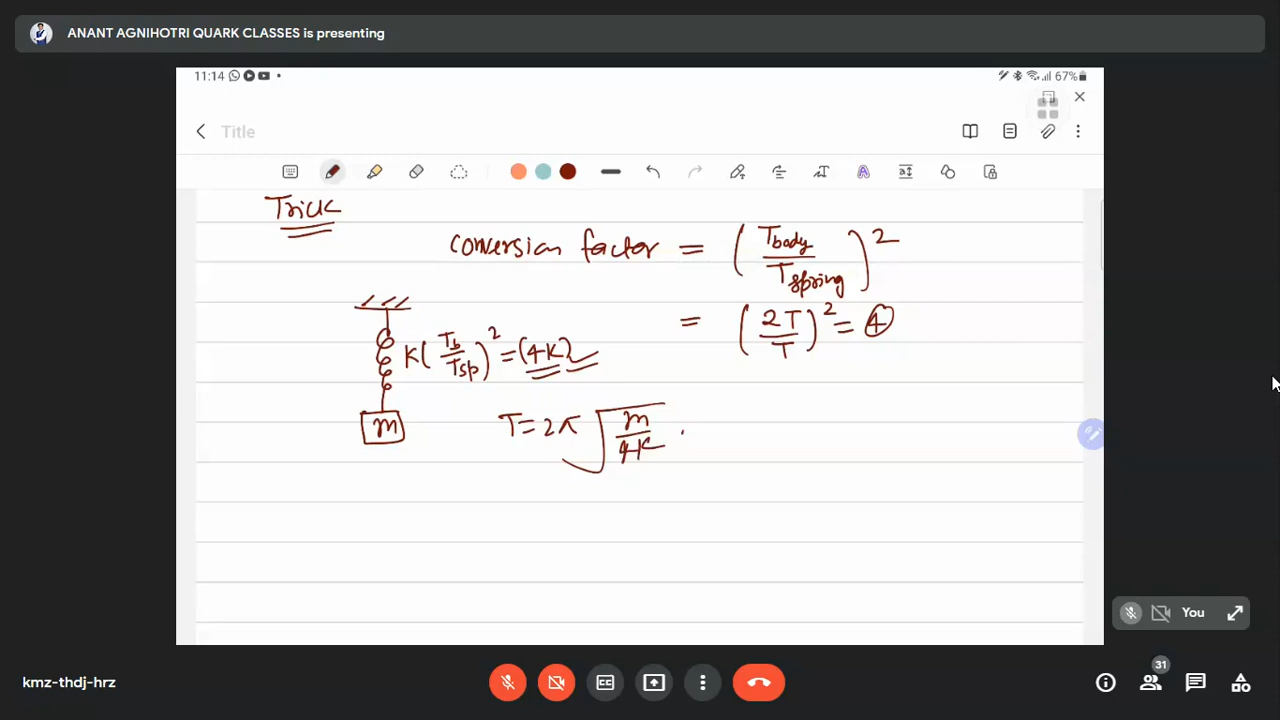 ANANT AGNIHOTRI QUARK CLASSES is presenting
11:14
67%
Title
Trick
conversion factor = (Tbody/Tspring)²
= (2T/T)² = 4
K(Tb/Tsp)² = (4K)
m
T = 2π √(m/4K)
You
kmz-thdj-hrz
CC
31